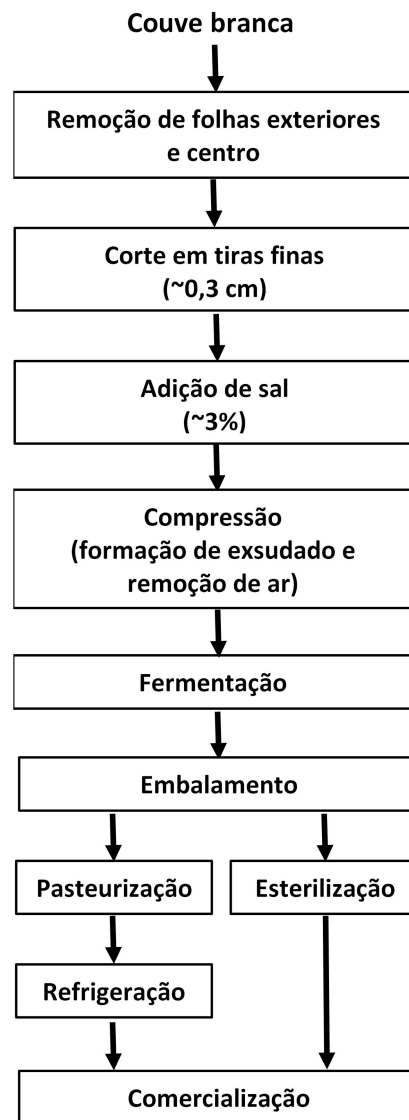 Couve branca
Remoção de folhas exteriores
e centro
Corte em tiras finas
(~0,3 cm)
Adição de sal
(~3%)
Compressão
(formação de exsudado e
remoção de ar)
Fermentação
Embalamento
Pasteurização
Esterilização
Refrigeração
Comercialização